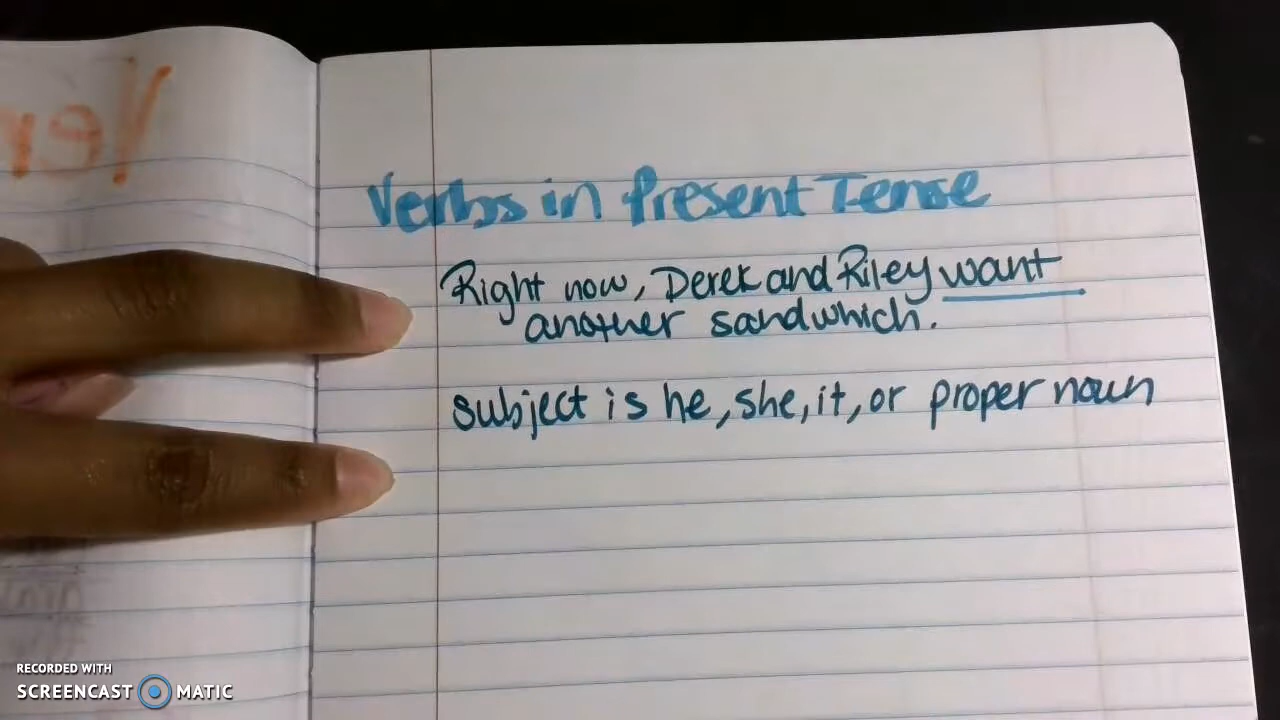 Ver
Verbs in Present Tense
Right now, Derek and Riley want
another sandwhich.
subject is he, she, it, or proper noun
RECORDED WITH
SCREENCAST MATIC